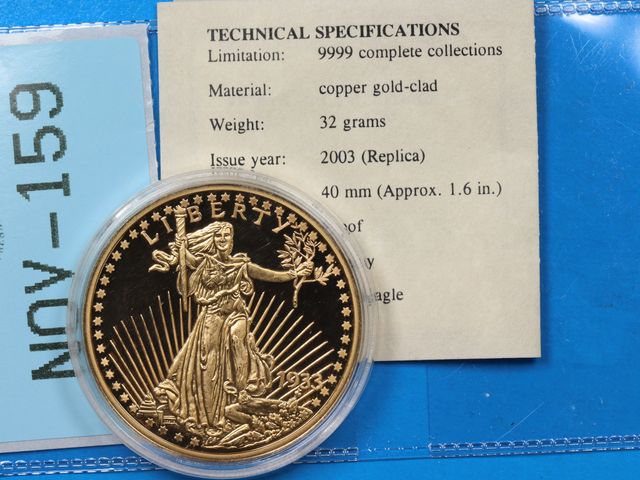 TECHNICAL SPECIFICATIONS
Limitation: 9999 complete collections
Material: copper gold-clad
Weight: 32 grams
Issue year: 2003 (Replica)
40 mm (Approx. 1.6 in.)
NOV-159
LIBERTY
1933